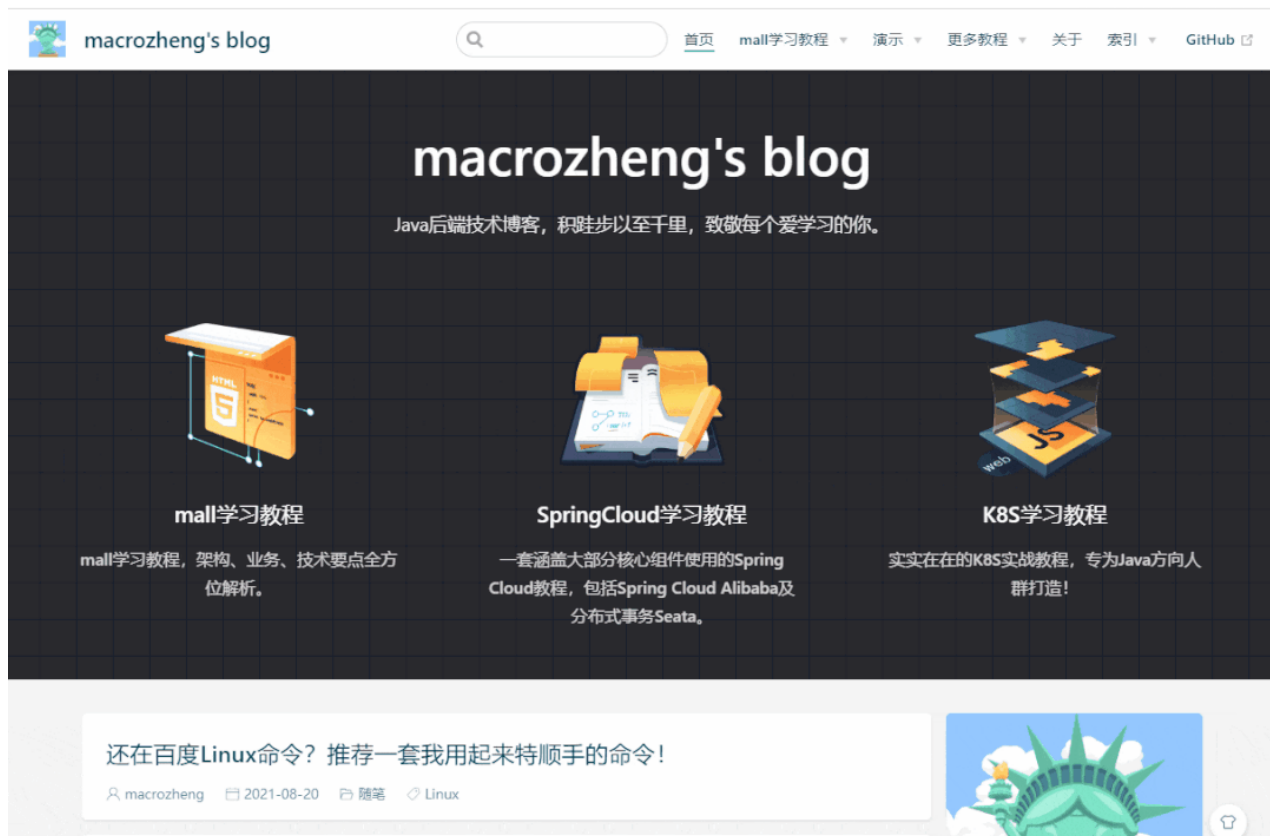 macrozheng's blog
首页 mall学习教程 演示 更多教程 关于 索引 GitHub
macrozheng's blog
Java后端技术博客，积跬步以至千里，致敬每个爱学习的你。
HTML
JS
web
mall学习教程
SpringCloud学习教程
K8S学习教程
mall学习教程，架构、业务、技术要点全方
位解析。
一套涵盖大部分核心组件使用的Spring
Cloud教程，包括Spring Cloud Alibaba及
分布式事务Seata。
实实在在的K8S实战教程，专为Java方向人
群打造！
还在百度Linux命令？推荐一套我用起来特顺手的命令！
macrozheng 2021-08-20 随笔 Linux